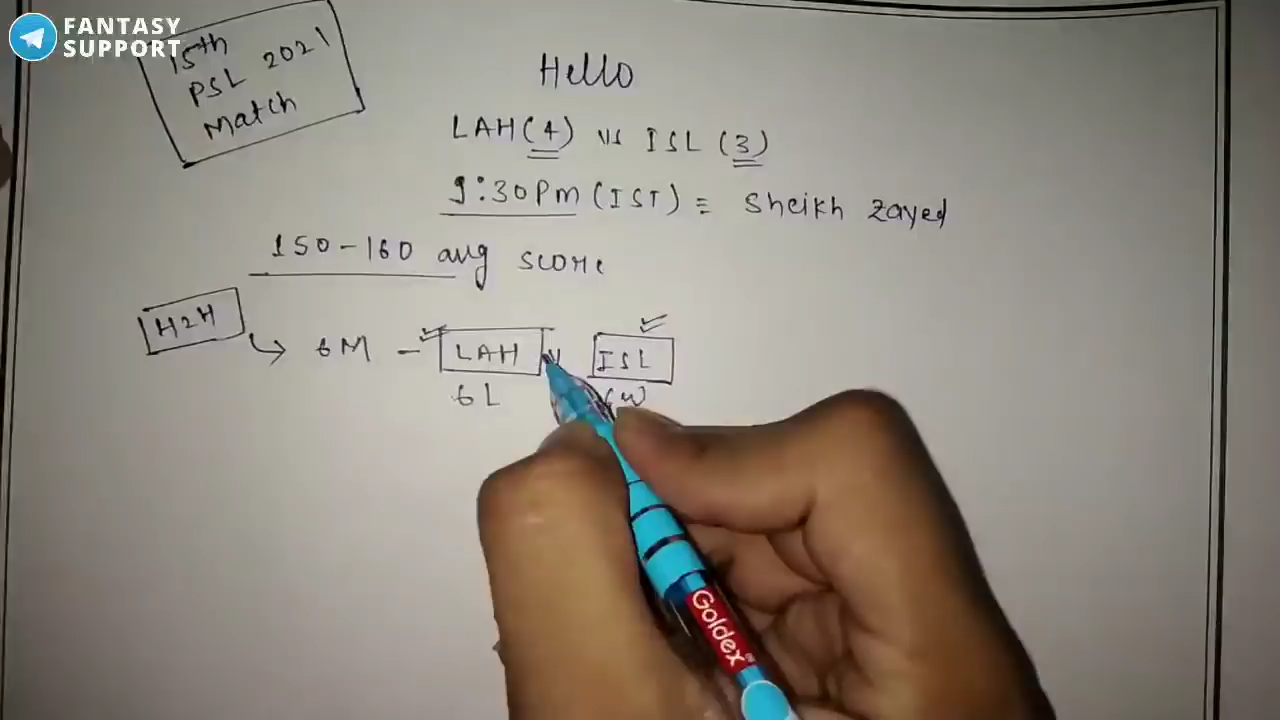 FANTASY
SUPPORT
15th
PSL 2021
Match
Hello
LAH(4) vs ISL (3)
9:30Pm (IST) = Sheikh Zayed
150-160 avg score
H2H
6M - LAH v ISL
6L 6W
Goldex